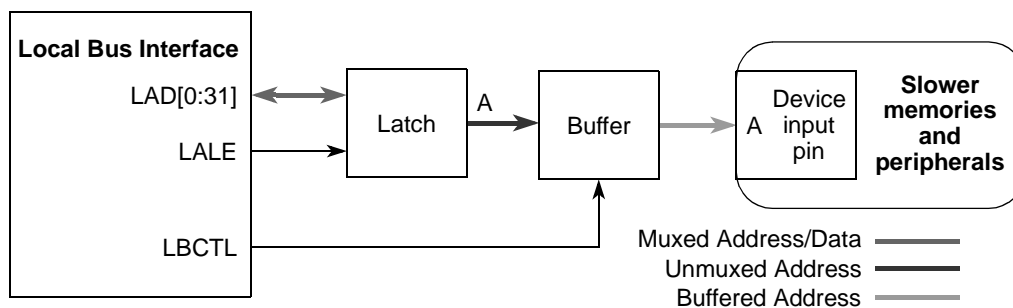 Local Bus Interface
LAD[0:31]
LALE
LBCTL
Latch
A
Buffer
A
Device
input
pin
Slower
memories
and
peripherals
Muxed Address/Data
Unmuxed Address
Buffered Address